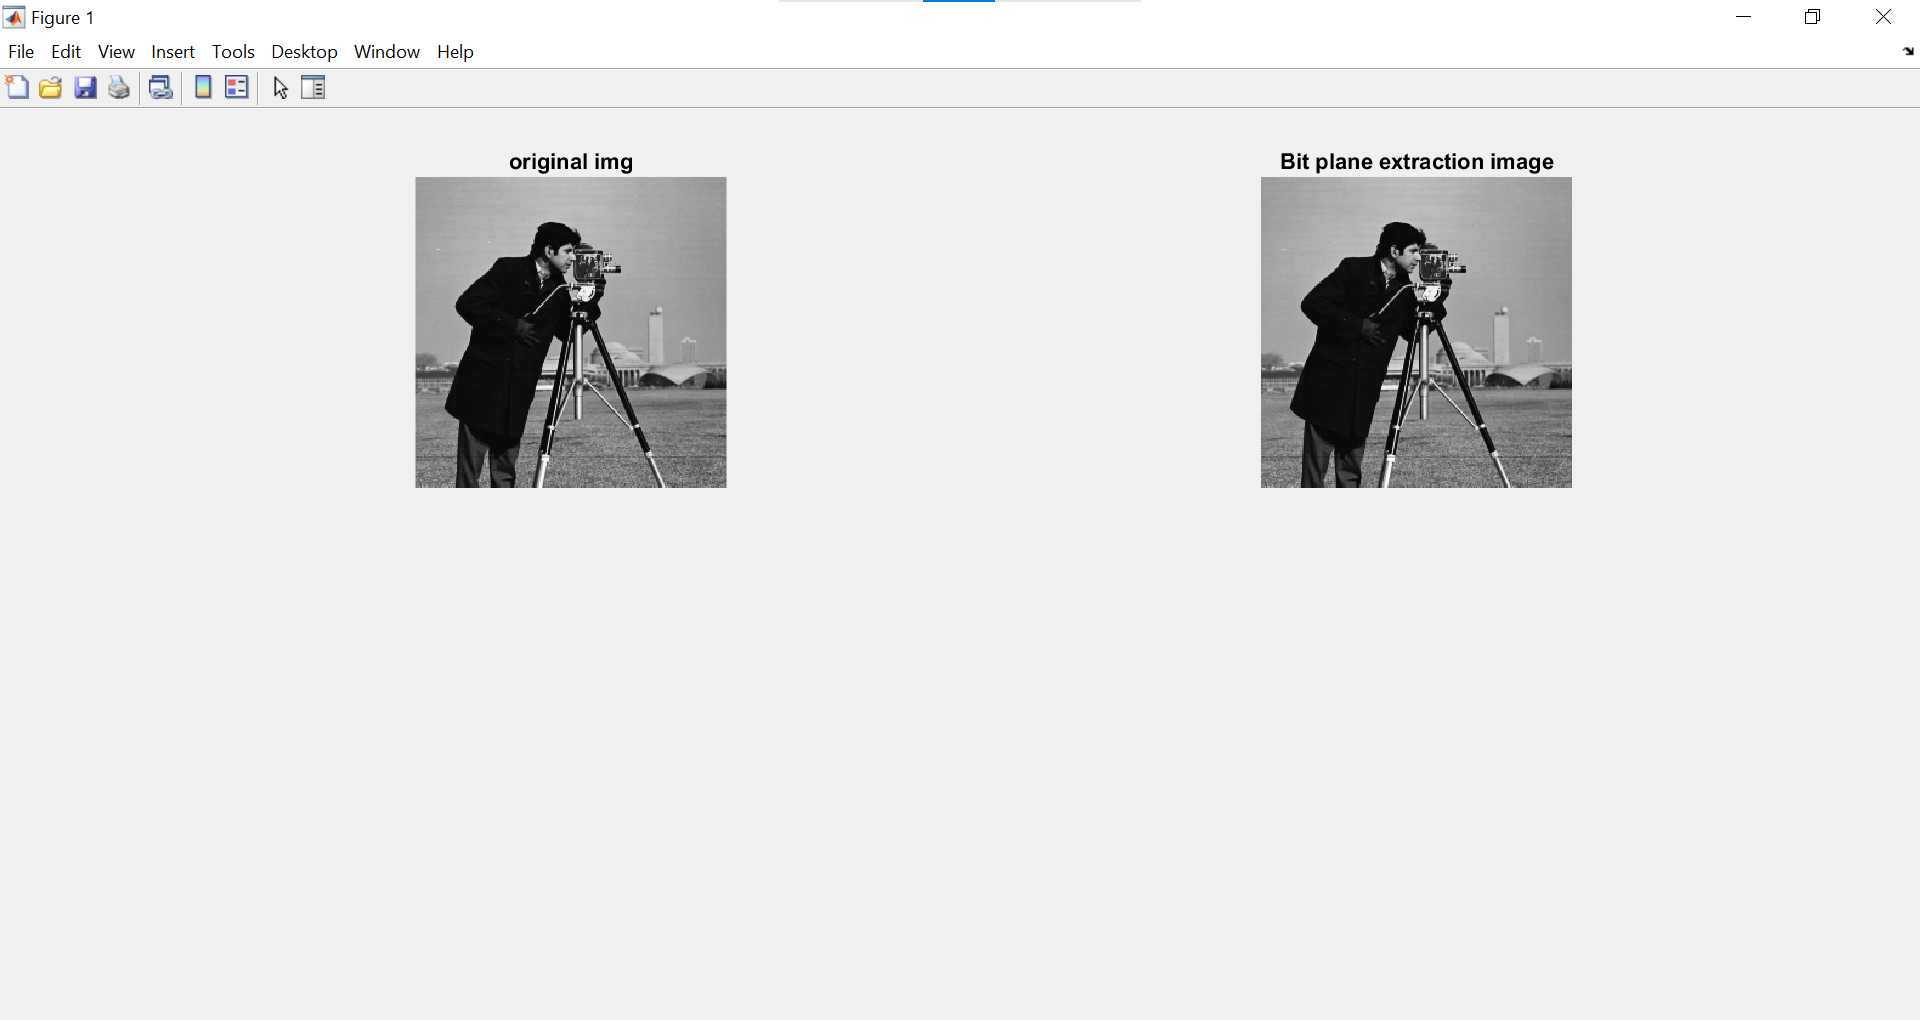 Figure 1
File Edit View Insert Tools Desktop Window Help
original img
Bit plane extraction image